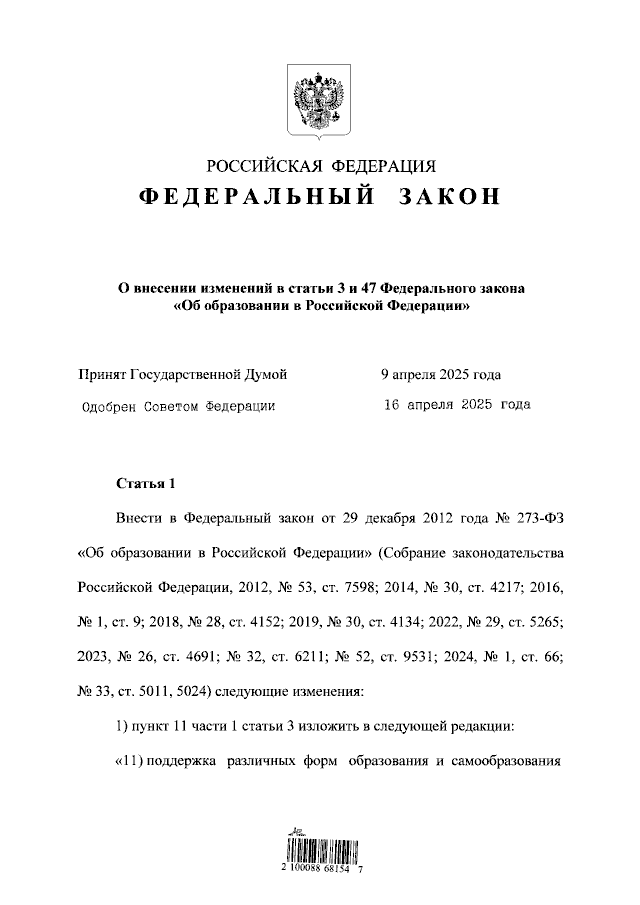 РОССИЙСКАЯ ФЕДЕРАЦИЯ
ФЕДЕРАЛЬНЫЙ ЗАКОН
О внесении изменений в статьи 3 и 47 Федерального закона
«Об образовании в Российской Федерации»
Принят Государственной Думой 9 апреля 2025 года
Одобрен Советом Федерации 16 апреля 2025 года
Статья 1
Внести в Федеральный закон от 29 декабря 2012 года № 273-ФЗ
«Об образовании в Российской Федерации» (Собрание законодательства
Российской Федерации, 2012, № 53, ст. 7598; 2014, № 30, ст. 4217; 2016,
№ 1, ст. 9; 2018, № 28, ст. 4152; 2019, № 30, ст. 4134; 2022, № 29, ст. 5265;
2023, № 26, ст. 4691; № 32, ст. 6211; № 52, ст. 9531; 2024, № 1, ст. 66;
№ 33, ст. 5011, 5024) следующие изменения:
1) пункт 11 части 1 статьи 3 изложить в следующей редакции:
«11) поддержка различных форм образования и самообразования
2 100088 68154 7